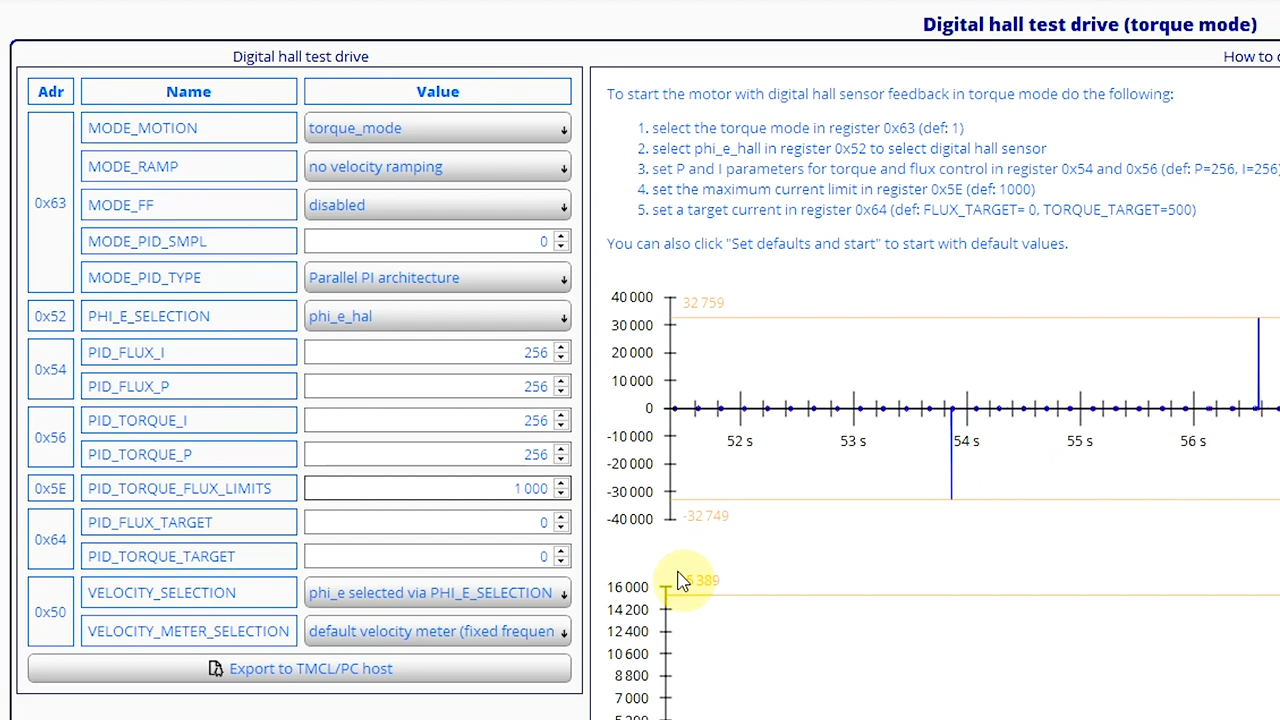 Digital hall test drive (torque mode)
Digital hall test drive
Adr Name Value
0x63
MODE_MOTION torque_mode
MODE_RAMP no velocity ramping
MODE_FF disabled
MODE_PID_SMPL 0
MODE_PID_TYPE Parallel PI architecture
0x52 PHI_E_SELECTION phi_e_hal
0x54
PID_FLUX_I 256
PID_FLUX_P 256
0x56
PID_TORQUE_I 256
PID_TORQUE_P 256
0x5E PID_TORQUE_FLUX_LIMITS 1 000
0x64
PID_FLUX_TARGET 0
PID_TORQUE_TARGET 0
0x50
VELOCITY_SELECTION phi_e selected via PHI_E_SELECTION
VELOCITY_METER_SELECTION default velocity meter (fixed frequen
Export to TMCL/PC host
How to
To start the motor with digital hall sensor feedback in torque mode do the following:
1. select the torque mode in register 0x63 (def: 1)
2. select phi_e_hall in register 0x52 to select digital hall sensor
3. set P and I parameters for torque and flux control in register 0x54 and 0x56 (def: P=256, I=256)
4. set the maximum current limit in register 0x5E (def: 1000)
5. set a target current in register 0x64 (def: FLUX_TARGET= 0, TORQUE_TARGET=500)
You can also click "Set defaults and start" to start with default values.
40 000
32 759
30 000
20 000
10 000
0
52 s 53 s 54 s 55 s 56 s
-10 000
-20 000
-30 000
-32 749
-40 000
389
16 000
14 200
12 400
10 600
8 800
7 000